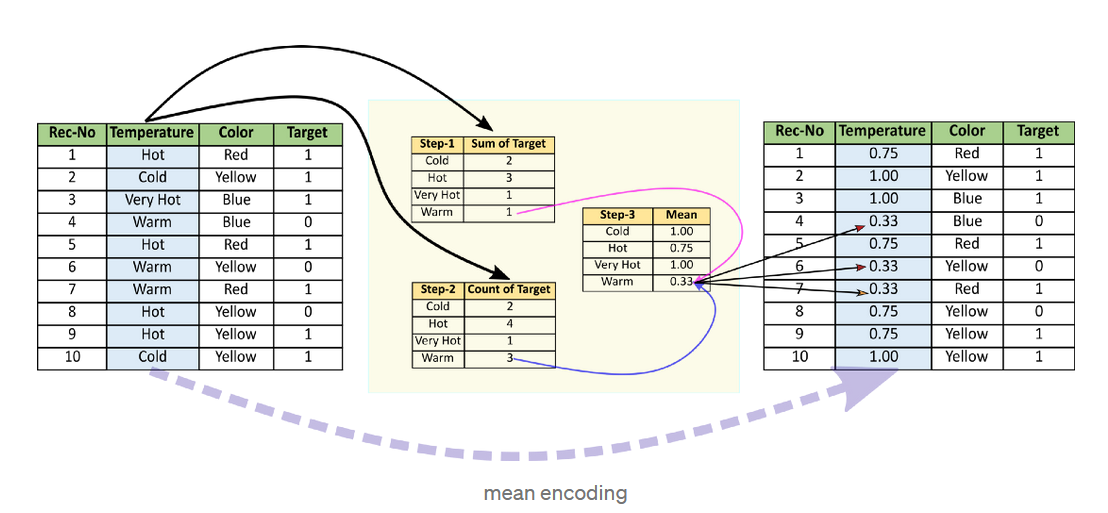 Rec-No Temperature Color Target
1 Hot Red 1
2 Cold Yellow 1
3 Very Hot Blue 1
4 Warm Blue 0
5 Hot Red 1
6 Warm Yellow 0
7 Warm Red 1
8 Hot Yellow 0
9 Hot Yellow 1
10 Cold Yellow 1
Step-1 Sum of Target
Cold 2
Hot 3
Very Hot 1
Warm 1
Step-2 Count of Target
Cold 2
Hot 4
Very Hot 1
Warm 3
Step-3 Mean
Cold 1.00
Hot 0.75
Very Hot 1.00
Warm 0.33
Rec-No Temperature Color Target
1 0.75 Red 1
2 1.00 Yellow 1
3 1.00 Blue 1
4 0.33 Blue 0
5 0.75 Red 1
6 0.33 Yellow 0
7 0.33 Red 1
8 0.75 Yellow 0
9 0.75 Yellow 1
10 1.00 Yellow 1
mean encoding